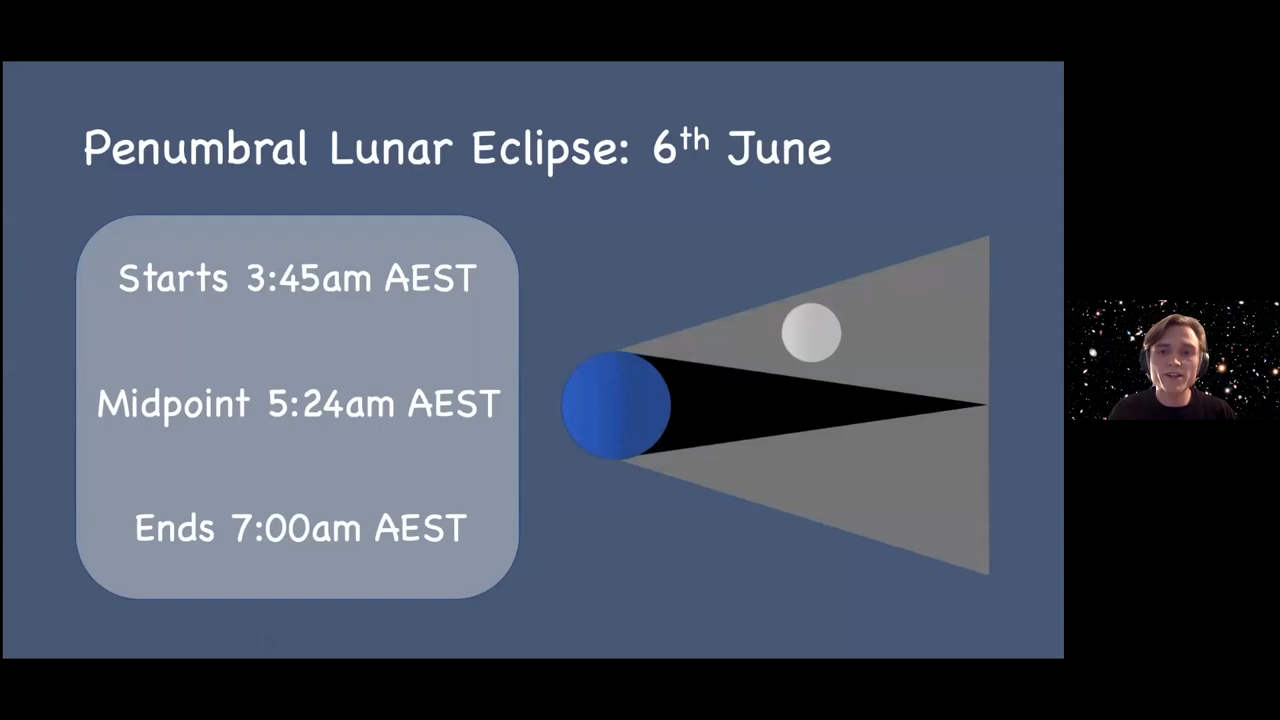 Penumbral Lunar Eclipse: 6th June
Starts 3:45am AEST
Midpoint 5:24am AEST
Ends 7:00am AEST